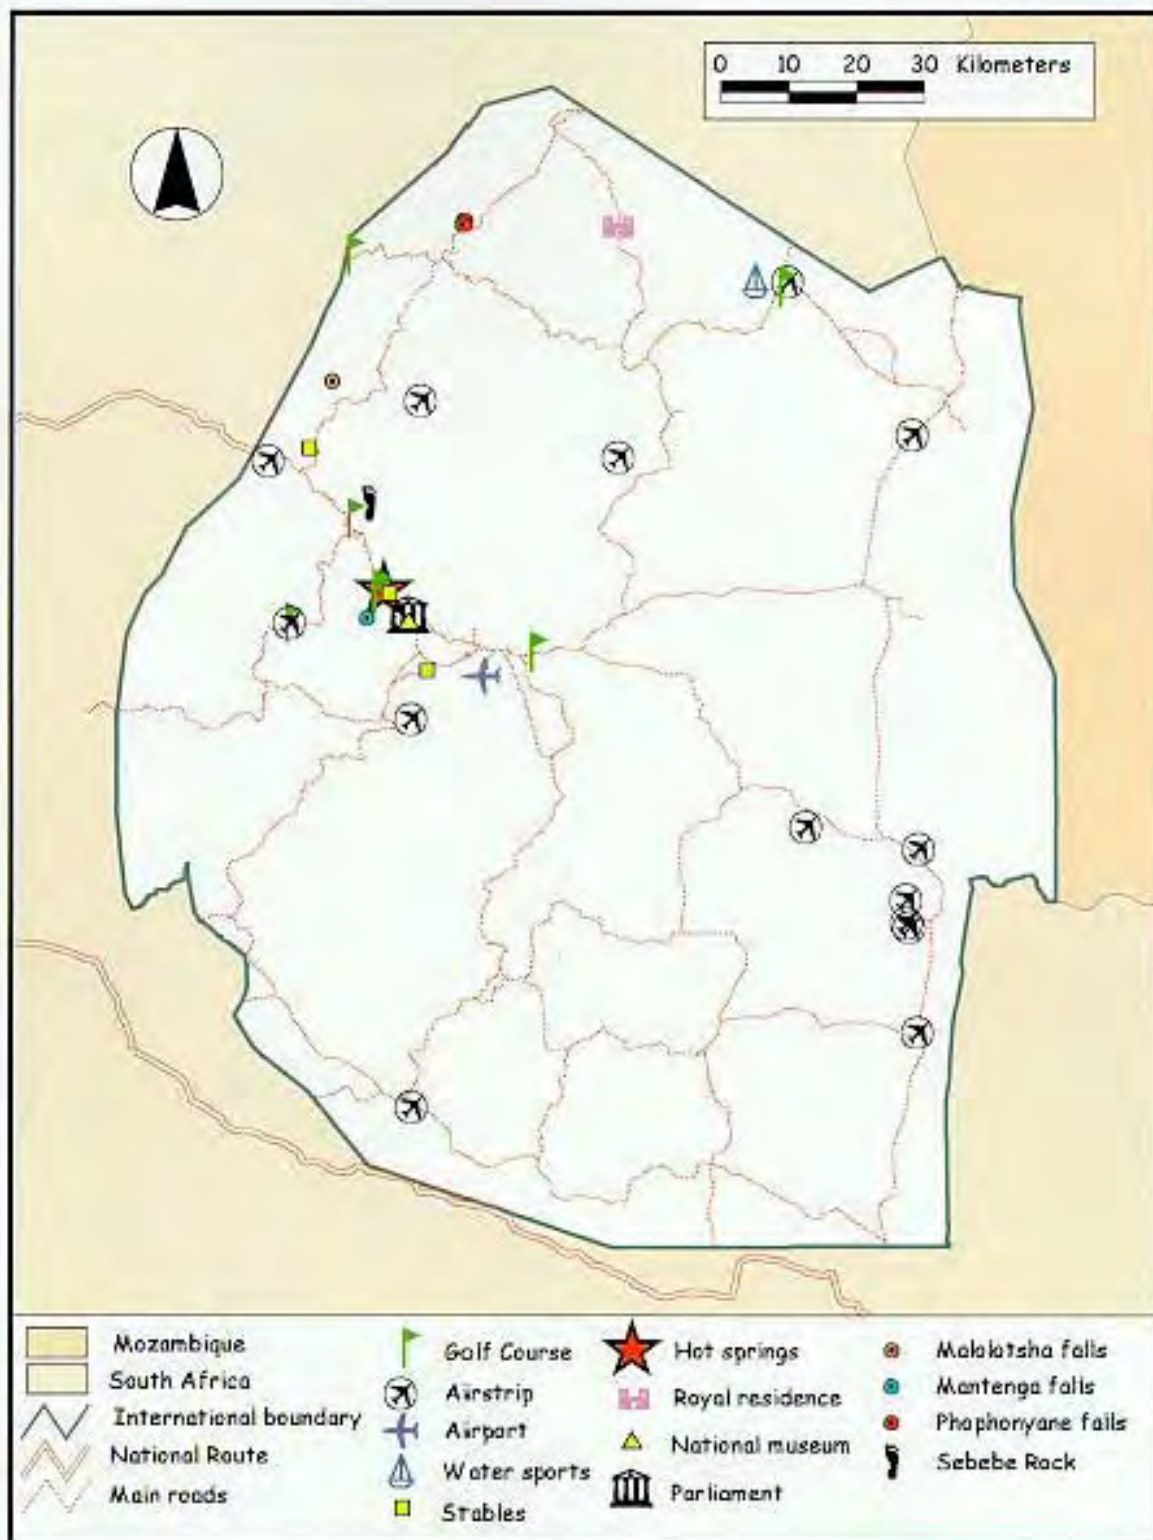 0 10 20 30 Kilometers
Mozambique
South Africa
International boundary
National Route
Main roads
Golf Course
Airstrip
Airport
Water sports
Stables
Hot springs
Royal residence
National museum
Parliament
Malolotsha falls
Mantenga falls
Phophonyane falls
Sebebe Rock